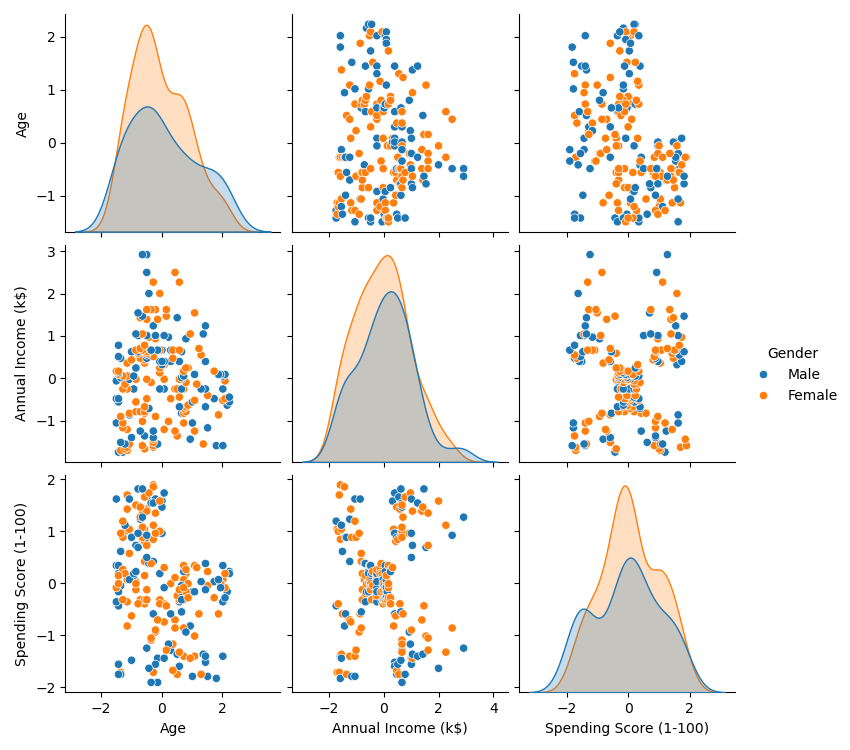 2
1
0
−1
Age
3
2
1
0
−1
Annual Income (k$)
Gender
Male
Female
2
1
0
−1
−2
Spending Score (1-100)
−2 0 2
Age
−2 0 2 4
Annual Income (k$)
−2 0 2
Spending Score (1-100)